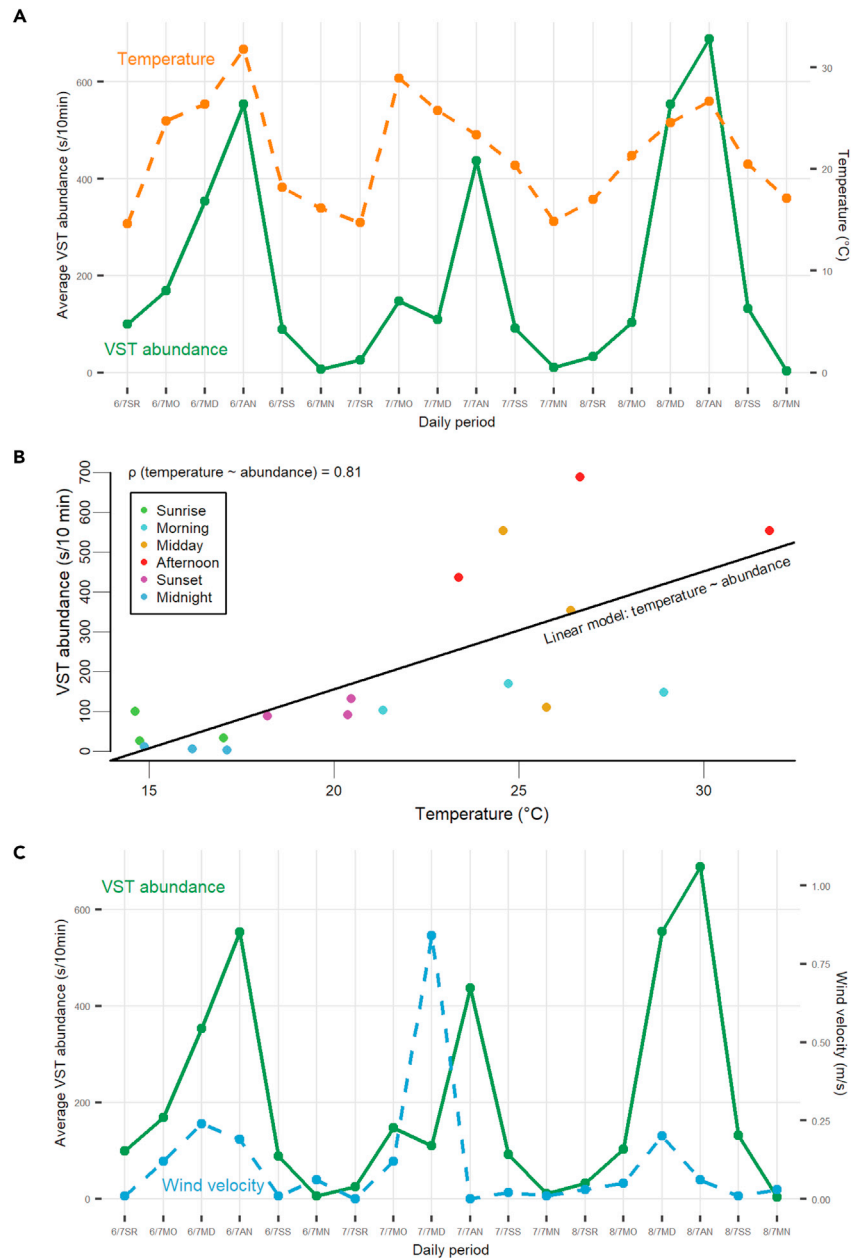 A
Temperature
VST abundance
Average VST abundance (s/10min)
600
400
200
0
Temperature (°C)
30
20
10
0
6/7SR 6/7MO 6/7MD 6/7AN 6/7SS 6/7MN 7/7SR 7/7MO 7/7MD 7/7AN 7/7SS 7/7MN 8/7SR 8/7MO 8/7MD 8/7AN 8/7SS 8/7MN
Daily period
B
ρ (temperature ~ abundance) = 0.81
Sunrise
Morning
Midday
Afternoon
Sunset
Midnight
Linear model: temperature ~ abundance
VST abundance (s/10 min)
700
600
500
400
300
200
100
0
15 20 25 30
Temperature (°C)
C
VST abundance
Wind velocity
Average VST abundance (s/10min)
600
400
200
0
Wind velocity (m/s)
1.00
0.75
0.50
0.25
0.00
6/7SR 6/7MO 6/7MD 6/7AN 6/7SS 6/7MN 7/7SR 7/7MO 7/7MD 7/7AN 7/7SS 7/7MN 8/7SR 8/7MO 8/7MD 8/7AN 8/7SS 8/7MN
Daily period